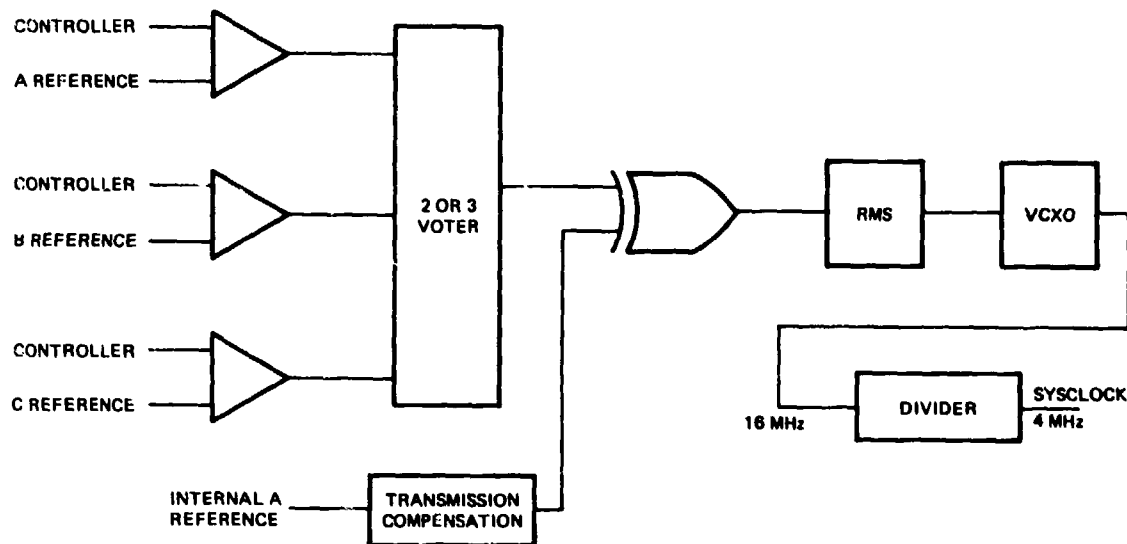 CONTROLLER
A REFERENCE
CONTROLLER
B REFERENCE
CONTROLLER
C REFERENCE
2 OR 3
VOTER
RMS
VCXO
16 MHz
DIVIDER
SYSCLOCK
4 MHz
INTERNAL A
REFERENCE
TRANSMISSION
COMPENSATION